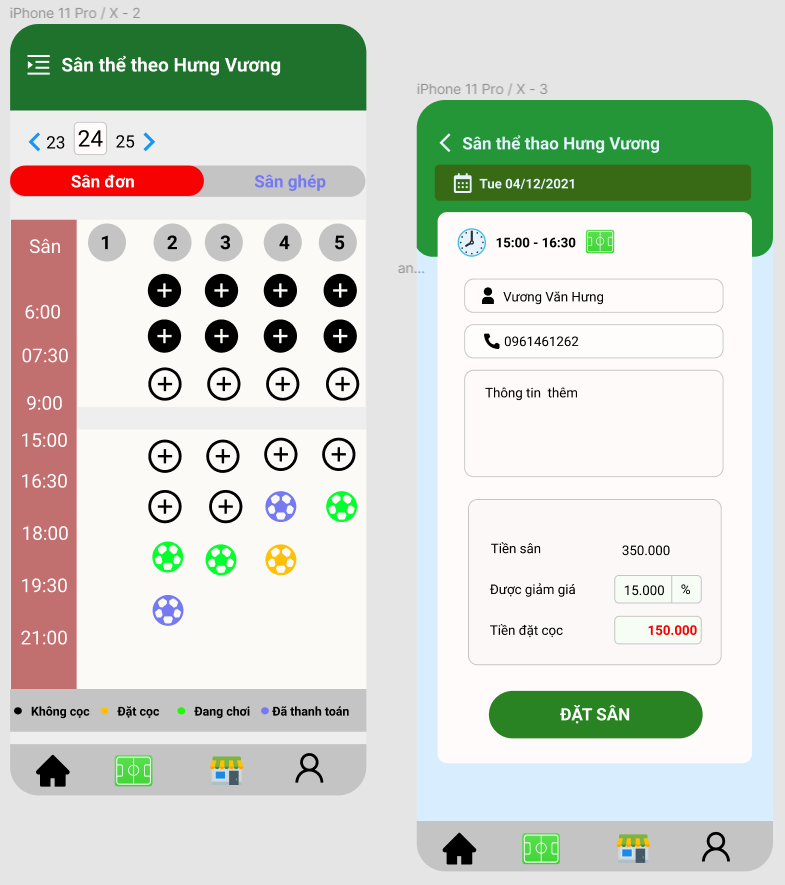 iPhone 11 Pro / X - 2
Sân thể theo Hưng Vương
23 24 25
Sân đơn Sân ghép
Sân 1 2 3 4 5
6:00
07:30
9:00
15:00
16:30
18:00
19:30
21:00
Không cọc Đặt cọc Đang chơi Đã thanh toán
iPhone 11 Pro / X - 3
Sân thể thao Hưng Vương
Tue 04/12/2021
an...
15:00 - 16:30
Vương Văn Hưng
0961461262
Thông tin thêm
Tiền sân 350.000
Được giảm giá 15.000 %
Tiền đặt cọc 150.000
ĐẶT SÂN